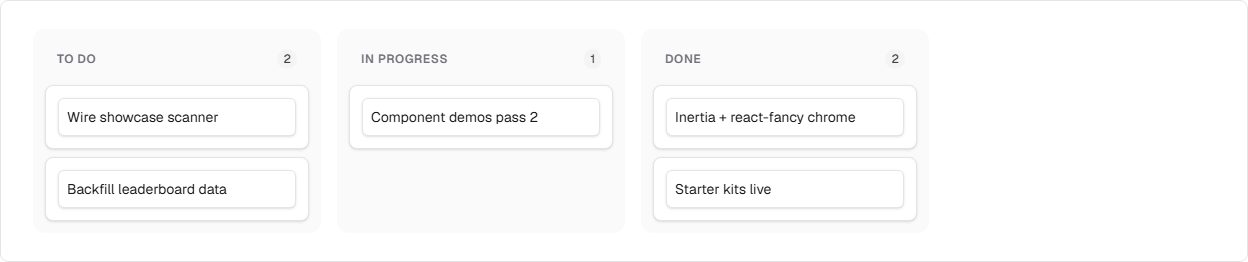 TO DO 2
Wire showcase scanner
Backfill leaderboard data
IN PROGRESS 1
Component demos pass 2
DONE 2
Inertia + react-fancy chrome
Starter kits live